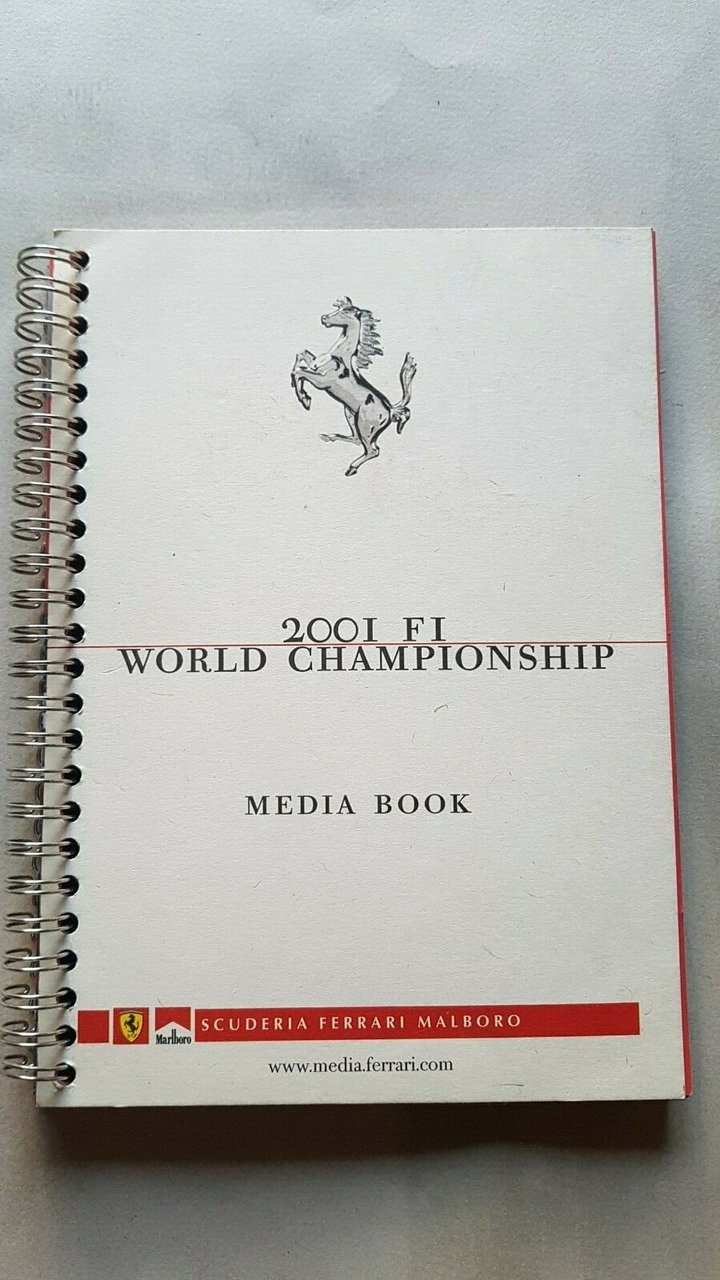 2001 F1
WORLD CHAMPIONSHIP
MEDIA BOOK
Marlboro
SCUDERIA FERRARI MALBORO
www.media.ferrari.com